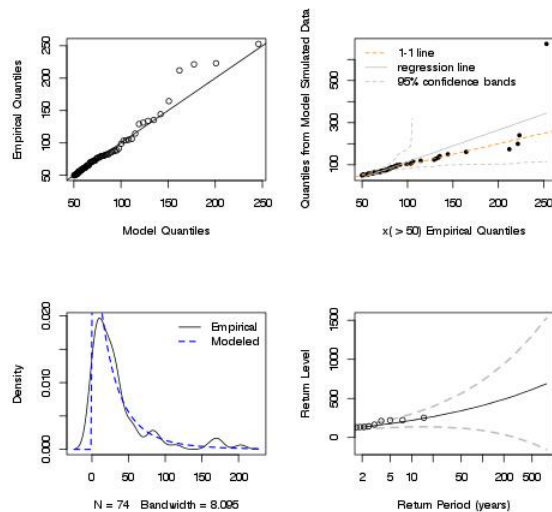 Empirical Quantiles
50 100 150 200 250
50 100 150 200 250
Model Quantiles
Quantiles from Model Simulated Data
100 300 500
1-1 line
regression line
95% confidence bands
50 100 150 200 250
x( > 50) Empirical Quantiles
Density
0.000 0.010 0.020
Empirical
Modeled
0 50 100 150 200
N = 74 Bandwidth = 8.095
Return Level
0 500 1000 1500
2 5 10 50 100 500
Return Period (years)